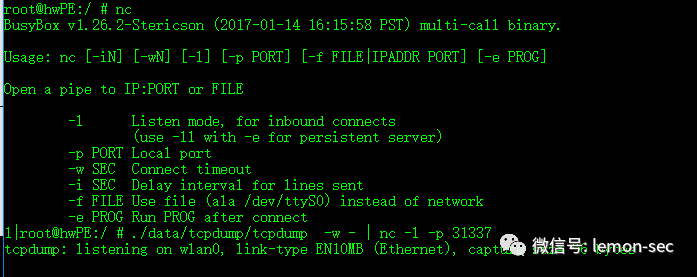 root@hwPE:/ # nc
BusyBox v1.26.2-Stericson (2017-01-14 16:15:58 PST) multi-call binary.
Usage: nc [-iN] [-wN] [-l] [-p PORT] [-f FILE|IPADDR PORT] [-e PROG]
Open a pipe to IP:PORT or FILE
-l Listen mode, for inbound connects
(use -ll with -e for persistent server)
-p PORT Local port
-w SEC Connect timeout
-i SEC Delay interval for lines sent
-f FILE Use file (ala /dev/ttyS0) instead of network
-e PROG Run PROG after connect
1|root@hwPE:/ # ./data/tcpdump/tcpdump -w - | nc -l -p 31337
tcpdump: listening on wlan0, link-type EN10MB (Ethernet),
微信号: lemon-sec